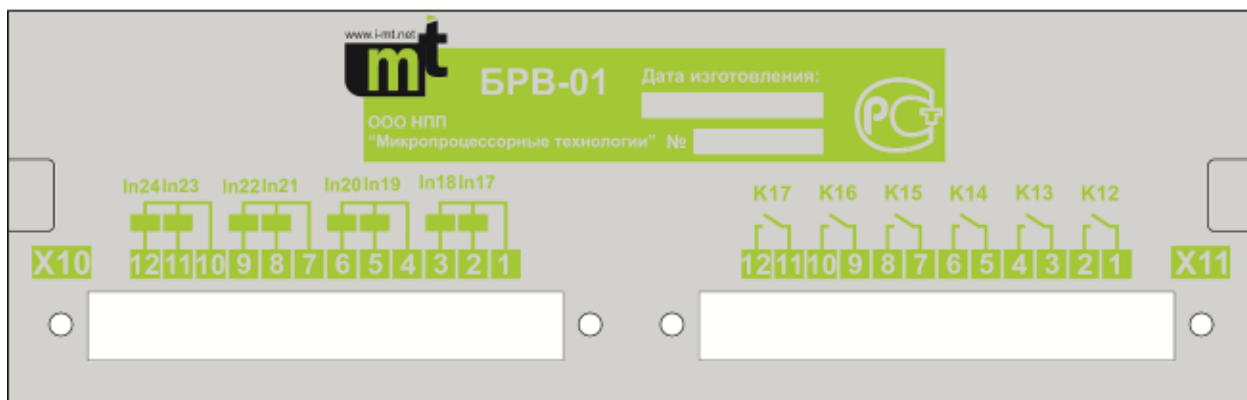 www.i-mt.net
mt
БРВ-01
Дата изготовления:
ООО НПП
"Микропроцессорные технологии" №
РСТ
In24 In23 In22 In21 In20 In19 In18 In17
K17 K16 K15 K14 K13 K12
X10 12 11 10 9 8 7 6 5 4 3 2 1
12 11 10 9 8 7 6 5 4 3 2 1 X11